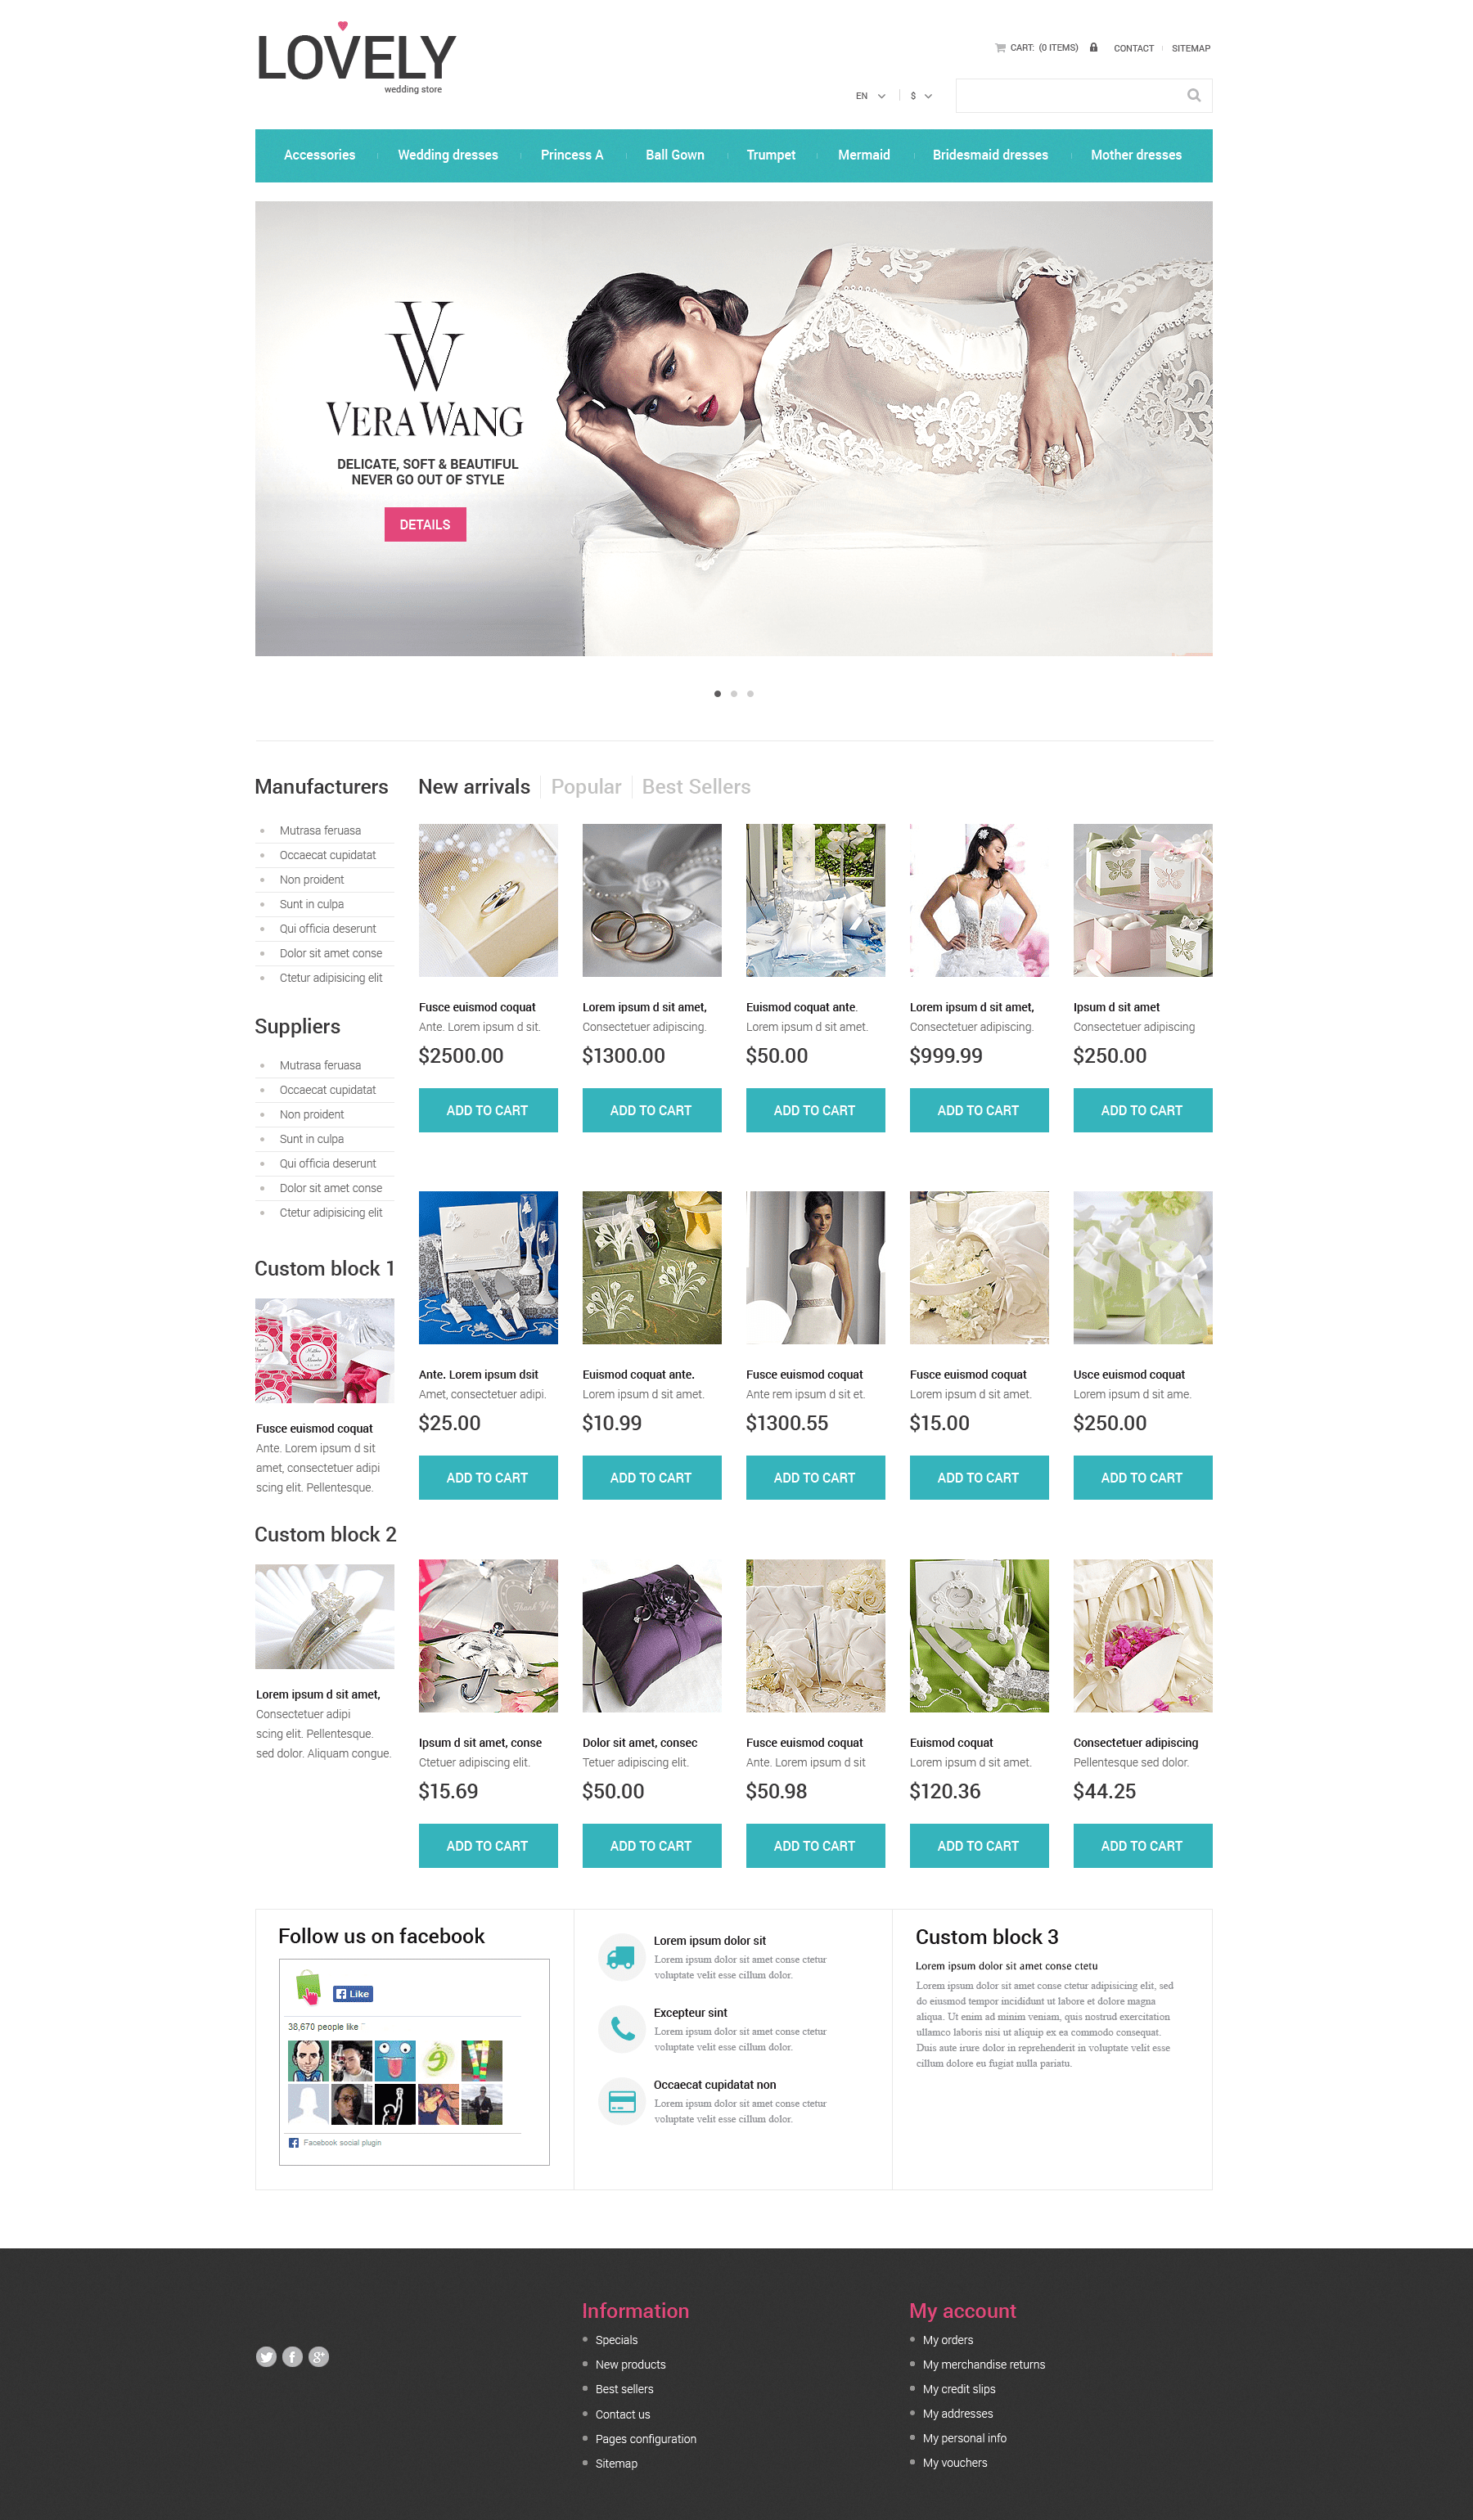 LOVELY
wedding store
CART: (0 ITEMS)
CONTACT
SITEMAP
EN
$
Accessories
Wedding dresses
Princess A
Ball Gown
Trumpet
Mermaid
Bridesmaid dresses
Mother dresses
VERA WANG
DELICATE, SOFT & BEAUTIFUL
NEVER GO OUT OF STYLE
DETAILS
Manufacturers
Mutrasa feruasa
Occaecat cupidatat
Non proident
Sunt in culpa
Qui officia deserunt
Dolor sit amet conse
Ctetur adipisicing elit
Suppliers
Mutrasa feruasa
Occaecat cupidatat
Non proident
Sunt in culpa
Qui officia deserunt
Dolor sit amet conse
Ctetur adipisicing elit
Custom block 1
Fusce euismod coquat
Ante. Lorem ipsum d sit
amet, consectetuer adipi
scing elit. Pellentesque.
Custom block 2
Lorem ipsum d sit amet,
Consectetuer adipi
scing elit. Pellentesque.
sed dolor. Aliquam congue.
New arrivals
Popular
Best Sellers
Fusce euismod coquat
Ante. Lorem ipsum d sit.
$2500.00
ADD TO CART
Lorem ipsum d sit amet,
Consectetuer adipiscing.
$1300.00
ADD TO CART
Euismod coquat ante.
Lorem ipsum d sit amet.
$50.00
ADD TO CART
Lorem ipsum d sit amet,
Consectetuer adipiscing.
$999.99
ADD TO CART
Ipsum d sit amet
Consectetuer adipiscing
$250.00
ADD TO CART
Ante. Lorem ipsum dsit
Amet, consectetuer adipi.
$25.00
ADD TO CART
Euismod coquat ante.
Lorem ipsum d sit amet.
$10.99
ADD TO CART
Fusce euismod coquat
Ante rem ipsum d sit et.
$1300.55
ADD TO CART
Fusce euismod coquat
Lorem ipsum d sit amet.
$15.00
ADD TO CART
Usce euismod coquat
Lorem ipsum d sit ame.
$250.00
ADD TO CART
Thank You
Ipsum d sit amet, conse
Ctetuer adipiscing elit.
$15.69
ADD TO CART
Dolor sit amet, consec
Tetuer adipiscing elit.
$50.00
ADD TO CART
Fusce euismod coquat
Ante. Lorem ipsum d sit
$50.98
ADD TO CART
Euismod coquat
Lorem ipsum d sit amet.
$120.36
ADD TO CART
Consectetuer adipiscing
Pellentesque sed dolor.
$44.25
ADD TO CART
Follow us on facebook
Like
38,670 people like
Facebook social plugin
Lorem ipsum dolor sit
Lorem ipsum dolor sit amet conse ctetur
voluptate velit esse cillum dolor.
Excepteur sint
Lorem ipsum dolor sit amet conse ctetur
voluptate velit esse cillum dolor.
Occaecat cupidatat non
Lorem ipsum dolor sit amet conse ctetur
voluptate velit esse cillum dolor.
Custom block 3
Lorem ipsum dolor sit amet conse ctetu
Lorem ipsum dolor sit amet conse ctetur adipisicing elit, sed
do eiusmod tempor incididunt ut labore et dolore magna
aliqua. Ut enim ad minim veniam, quis nostrud exercitation
ullamco laboris nisi ut aliquip ex ea commodo consequat.
Duis aute irure dolor in reprehenderit in voluptate velit esse
cillum dolore eu fugiat nulla pariatu.
Information
Specials
New products
Best sellers
Contact us
Pages configuration
Sitemap
My account
My orders
My merchandise returns
My credit slips
My addresses
My personal info
My vouchers